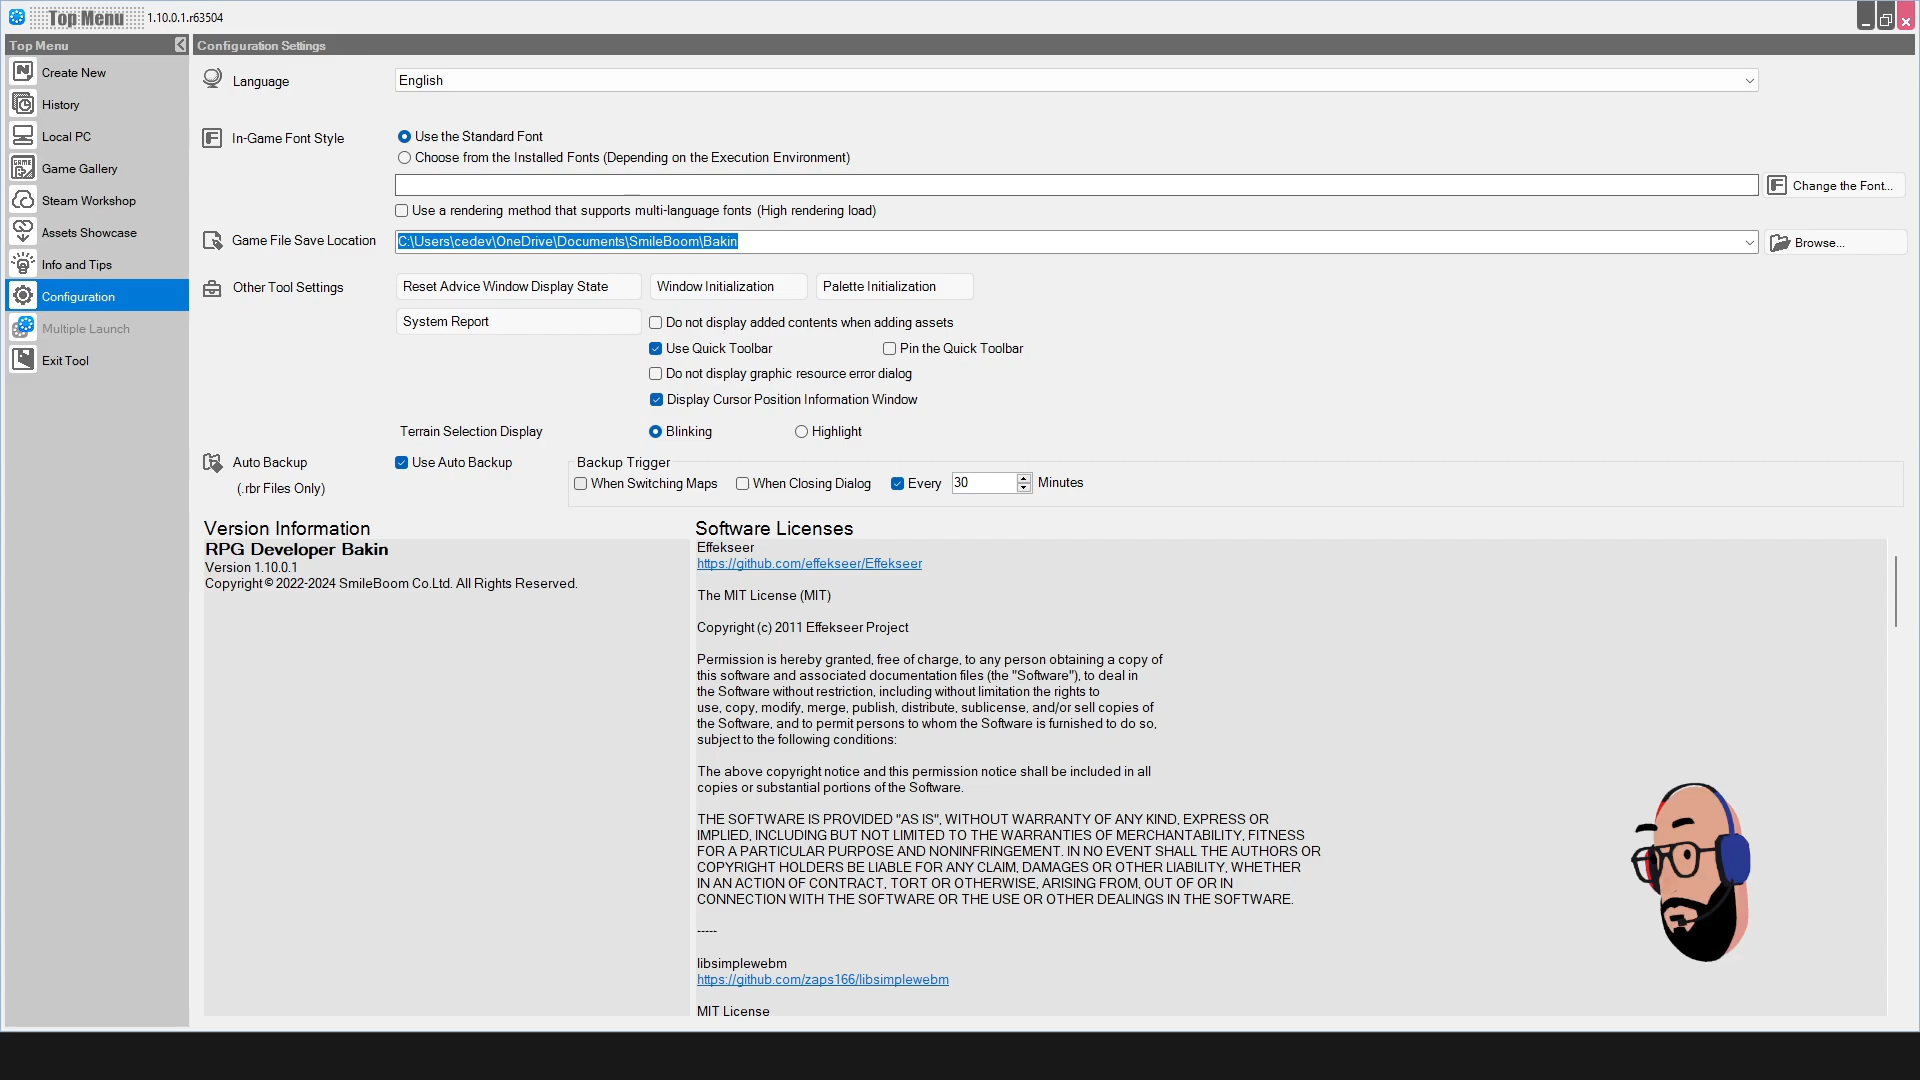 Top Menu 1.10.0.1.r63504
Top Menu
Configuration Settings
Create New
History
Local PC
Game Gallery
Steam Workshop
Assets Showcase
Info and Tips
Configuration
Multiple Launch
Exit Tool
Language
English
In-Game Font Style
Use the Standard Font
Choose from the Installed Fonts (Depending on the Execution Environment)
Change the Font...
Use a rendering method that supports multi-language fonts (High rendering load)
Game File Save Location
C:\Users\cedev\OneDrive\Documents\SmileBoom\Bakin
Browse...
Other Tool Settings
Reset Advice Window Display State
Window Initialization
Palette Initialization
System Report
Do not display added contents when adding assets
Use Quick Toolbar
Pin the Quick Toolbar
Do not display graphic resource error dialog
Display Cursor Position Information Window
Terrain Selection Display
Blinking
Highlight
Auto Backup
(.rbr Files Only)
Use Auto Backup
Backup Trigger
When Switching Maps
When Closing Dialog
Every 30 Minutes
Version Information
RPG Developer Bakin
Version 1.10.0.1
Copyright © 2022-2024 SmileBoom Co.Ltd. All Rights Reserved.
Software Licenses
Effekseer
https://github.com/effekseer/Effekseer
The MIT License (MIT)
Copyright (c) 2011 Effekseer Project
Permission is hereby granted, free of charge, to any person obtaining a copy of
this software and associated documentation files (the "Software"), to deal in
the Software without restriction, including without limitation the rights to
use, copy, modify, merge, publish, distribute, sublicense, and/or sell copies of
the Software, and to permit persons to whom the Software is furnished to do so,
subject to the following conditions:
The above copyright notice and this permission notice shall be included in all
copies or substantial portions of the Software.
THE SOFTWARE IS PROVIDED "AS IS", WITHOUT WARRANTY OF ANY KIND, EXPRESS OR
IMPLIED, INCLUDING BUT NOT LIMITED TO THE WARRANTIES OF MERCHANTABILITY, FITNESS
FOR A PARTICULAR PURPOSE AND NONINFRINGEMENT. IN NO EVENT SHALL THE AUTHORS OR
COPYRIGHT HOLDERS BE LIABLE FOR ANY CLAIM, DAMAGES OR OTHER LIABILITY, WHETHER
IN AN ACTION OF CONTRACT, TORT OR OTHERWISE, ARISING FROM, OUT OF OR IN
CONNECTION WITH THE SOFTWARE OR THE USE OR OTHER DEALINGS IN THE SOFTWARE.
-----
libsimplewebm
https://github.com/zaps166/libsimplewebm
MIT License